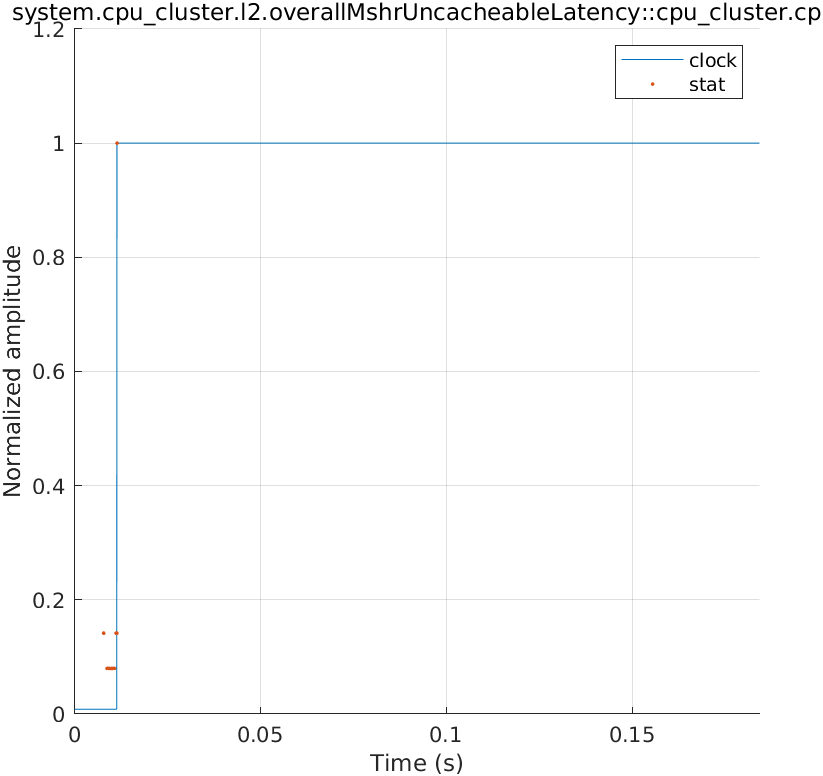 system.cpu_cluster.l2.overallMshrUncacheableLatency::cpu_cluster.cp
1.2
clock
stat
1
0.8
Normalized amplitude
0.6
0.4
0.2
0
0
0.05
0.1
0.15
Time (s)